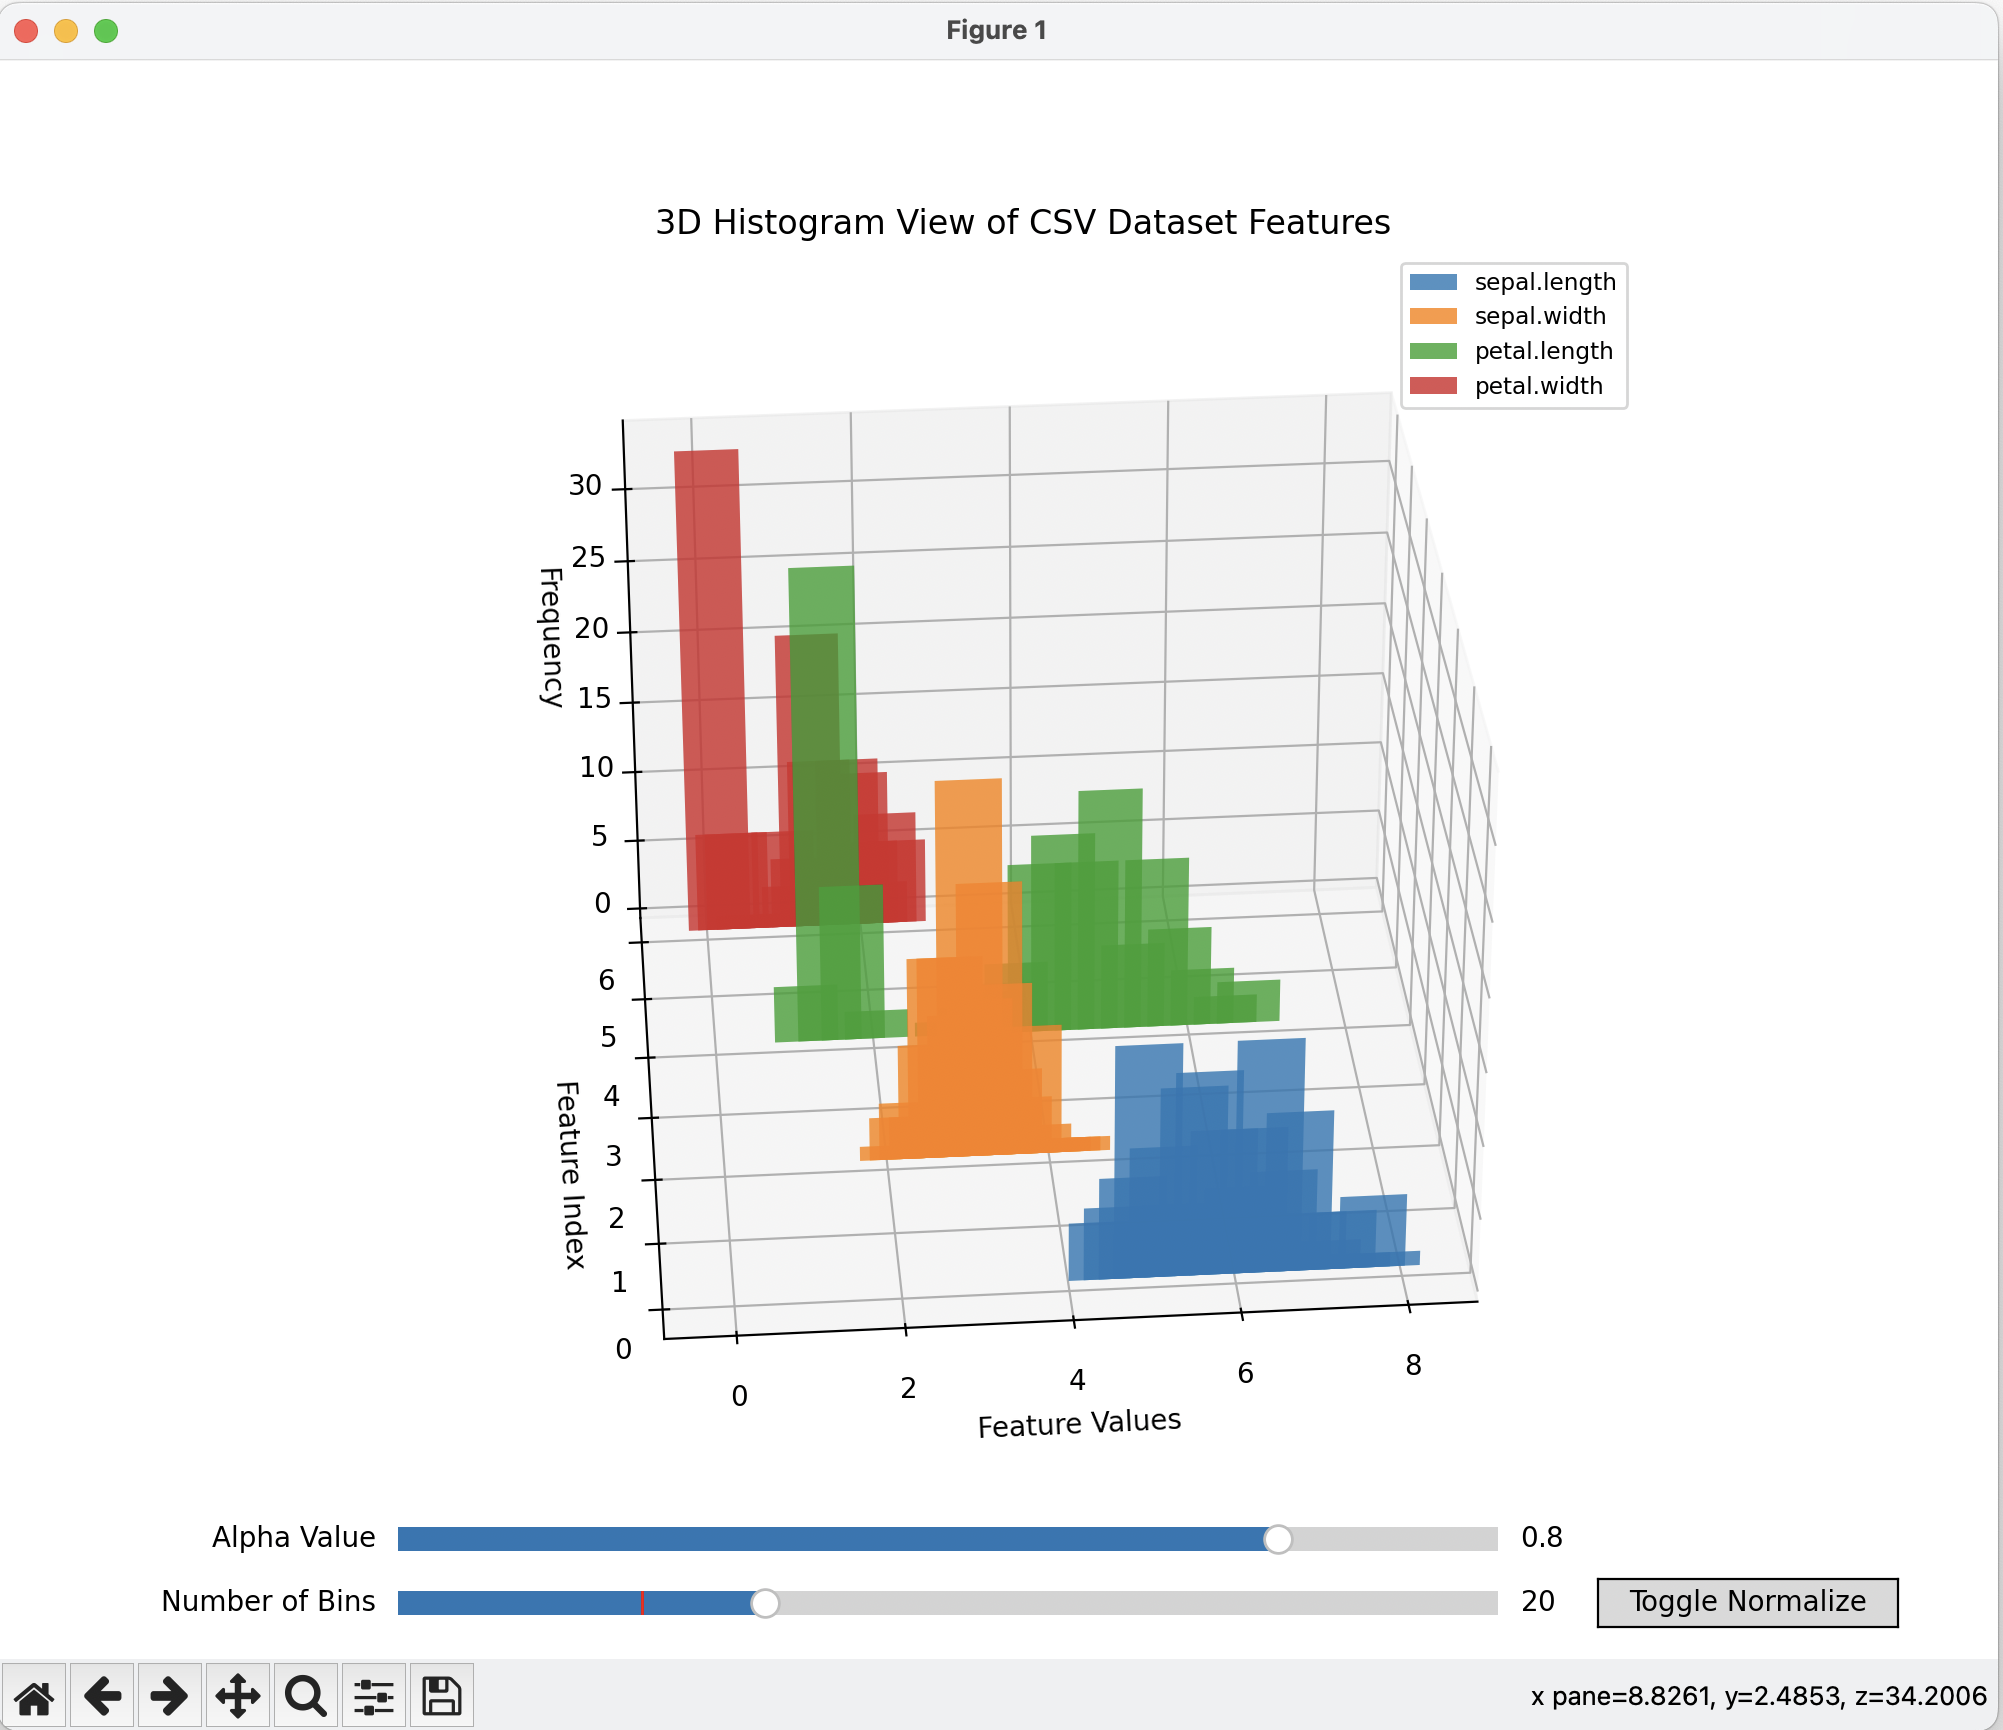 Figure 1
3D Histogram View of CSV Dataset Features
sepal.length
sepal.width
petal.length
petal.width
30
25
20
15
10
5
0
Frequency
6
5
4
3
2
1
0
Feature Index
0
2
4
6
8
Feature Values
Alpha Value
0.8
Number of Bins
20
Toggle Normalize
x pane=8.8261, y=2.4853, z=34.2006